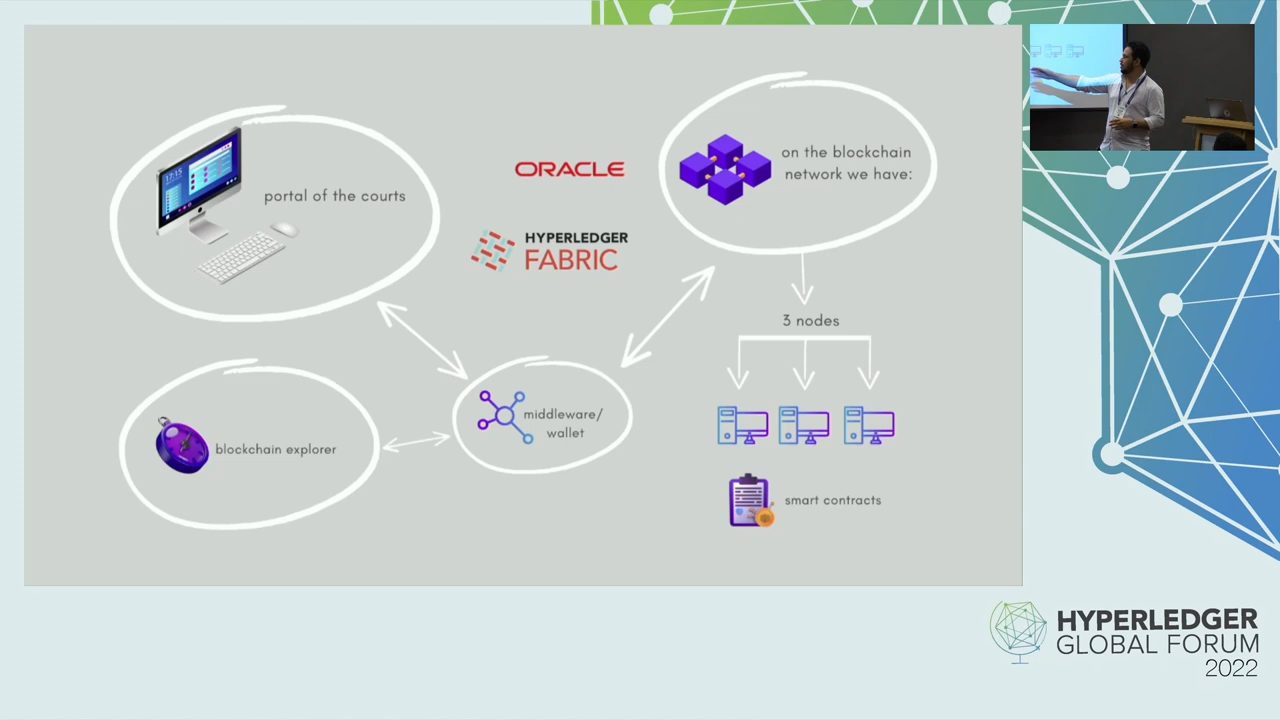 portal of the courts
ORACLE
HYPERLEDGER
FABRIC
on the blockchain
network we have:
3 nodes
blockchain explorer
middleware/
wallet
smart contracts
HYPERLEDGER
GLOBAL FORUM
2022